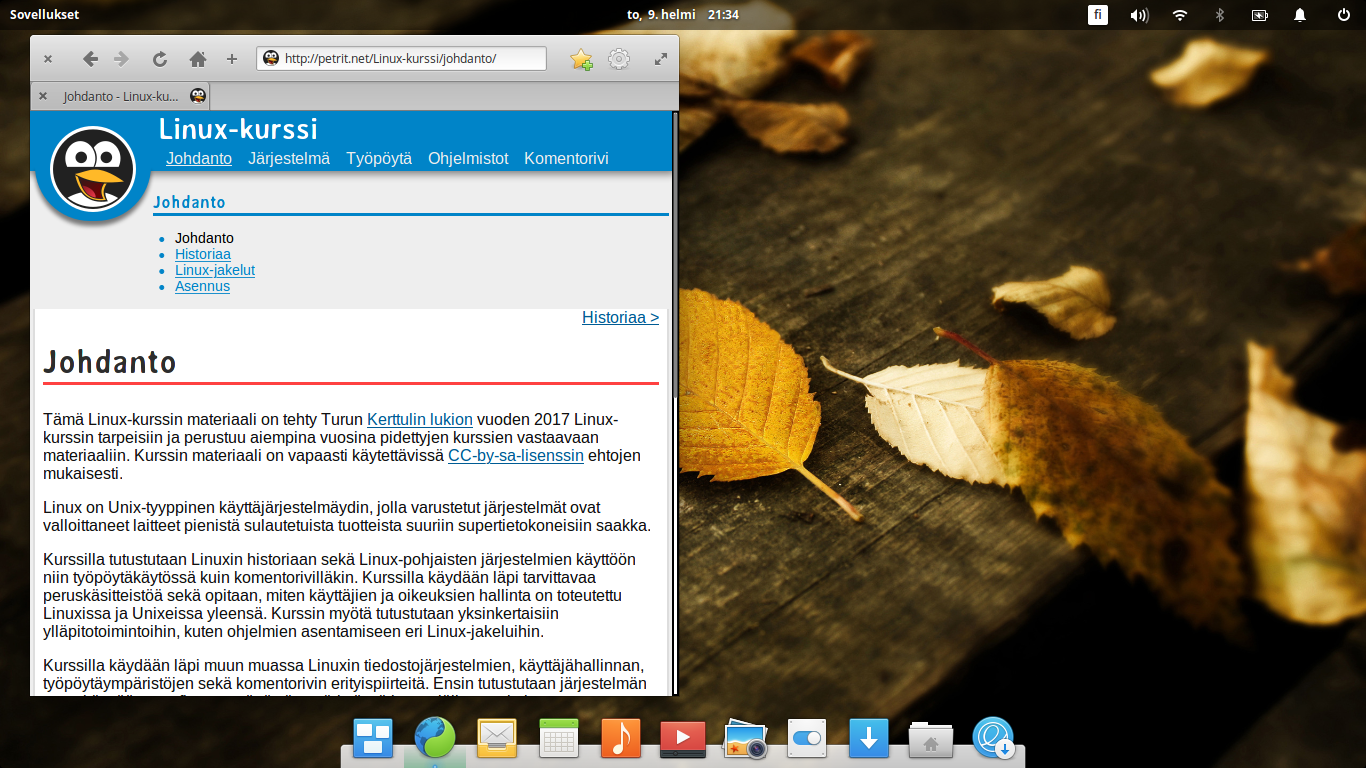 Sovellukset
to, 9. helmi 21:34
fi
http://petrit.net/Linux-kurssi/johdanto/
Johdanto - Linux-ku...
Linux-kurssi
Johdanto Järjestelmä Työpöytä Ohjelmistot Komentorivi
Johdanto
Johdanto
Historiaa
Linux-jakelut
Asennus
Historiaa >
Johdanto
Tämä Linux-kurssin materiaali on tehty Turun Kerttulin lukion vuoden 2017 Linux-
kurssin tarpeisiin ja perustuu aiempina vuosina pidettyjen kurssien vastaavaan
materiaaliin. Kurssin materiaali on vapaasti käytettävissä CC-by-sa-lisenssin ehtojen
mukaisesti.
Linux on Unix-tyyppinen käyttäjärjestelmäydin, jolla varustetut järjestelmät ovat
valloittaneet laitteet pienistä sulautetuista tuotteista suuriin supertietokoneisiin saakka.
Kurssilla tutustutaan Linuxin historiaan sekä Linux-pohjaisten järjestelmien käyttöön
niin työpöytäkäytössä kuin komentorivilläkin. Kurssilla käydään läpi tarvittavaa
peruskäsitteistöä sekä opitaan, miten käyttäjien ja oikeuksien hallinta on toteutettu
Linuxissa ja Unixeissa yleensä. Kurssin myötä tutustutaan yksinkertaisiin
ylläpitotoimintoihin, kuten ohjelmien asentamiseen eri Linux-jakeluihin.
Kurssilla käydään läpi muun muassa Linuxin tiedostojärjestelmien, käyttäjähallinnan,
työpöytäympäristöjen sekä komentorivin erityispiirteitä. Ensin tutustutaan järjestelmän